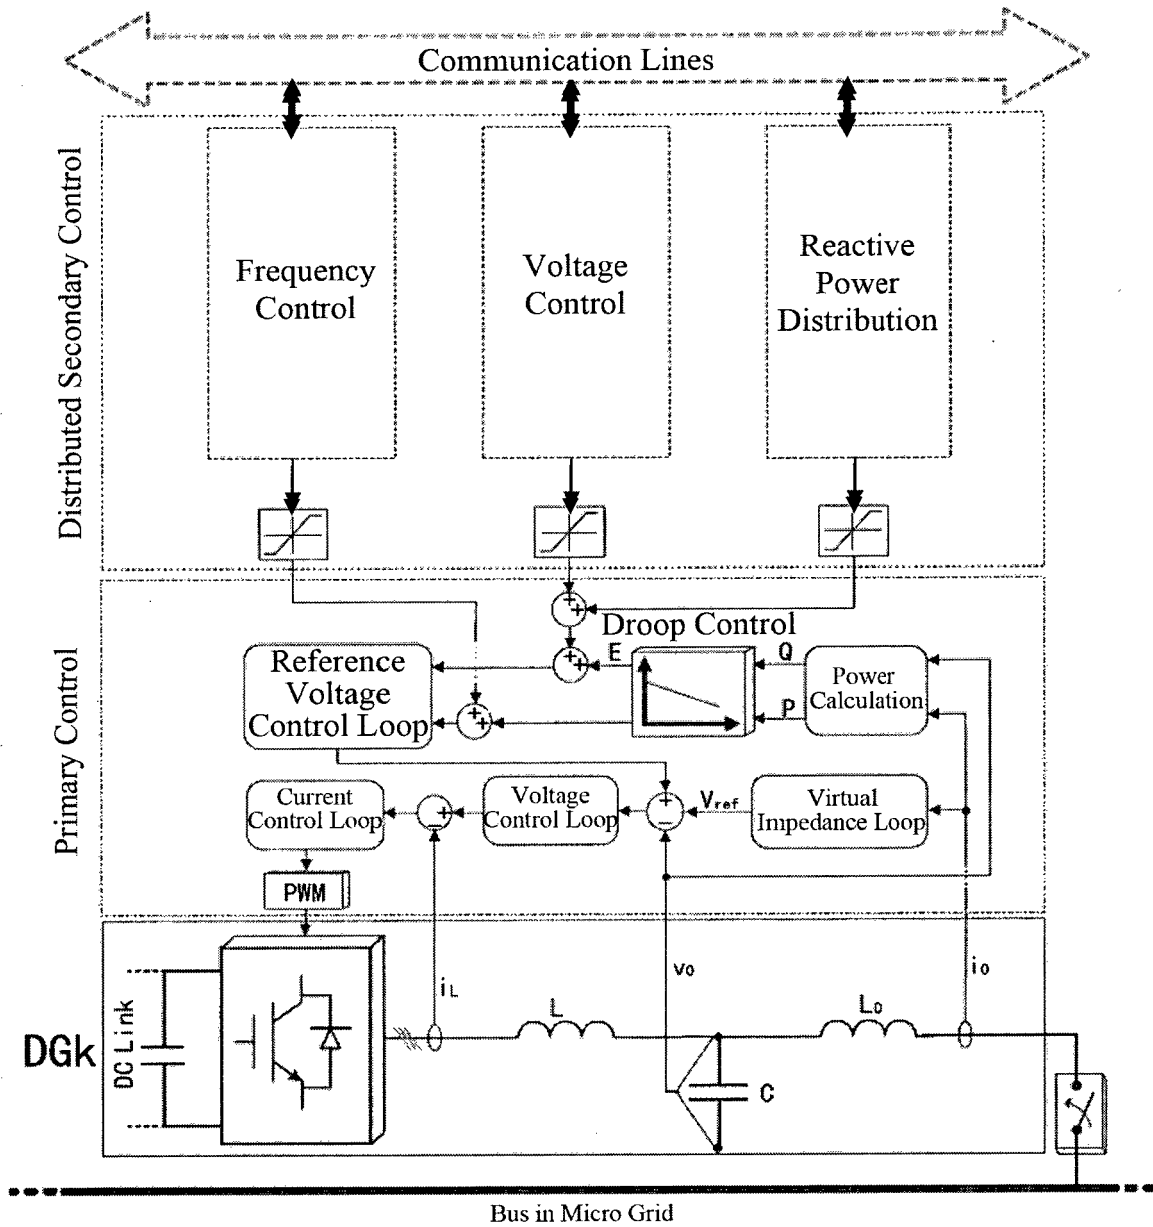 Communication Lines
Distributed Secondary Control
Frequency
Control
Voltage
Control
Reactive
Power
Distribution
Primary Control
Droop Control
Reference
Voltage
Control Loop
E
Q
P
Power
Calculation
Current
Control Loop
Voltage
Control Loop
Vref
Virtual
Impedance Loop
PWM
DGk
DC Link
iL
L
vo
C
Lo
io
Bus in Micro Grid
+
+
+
+
+
+
+
−
+
−